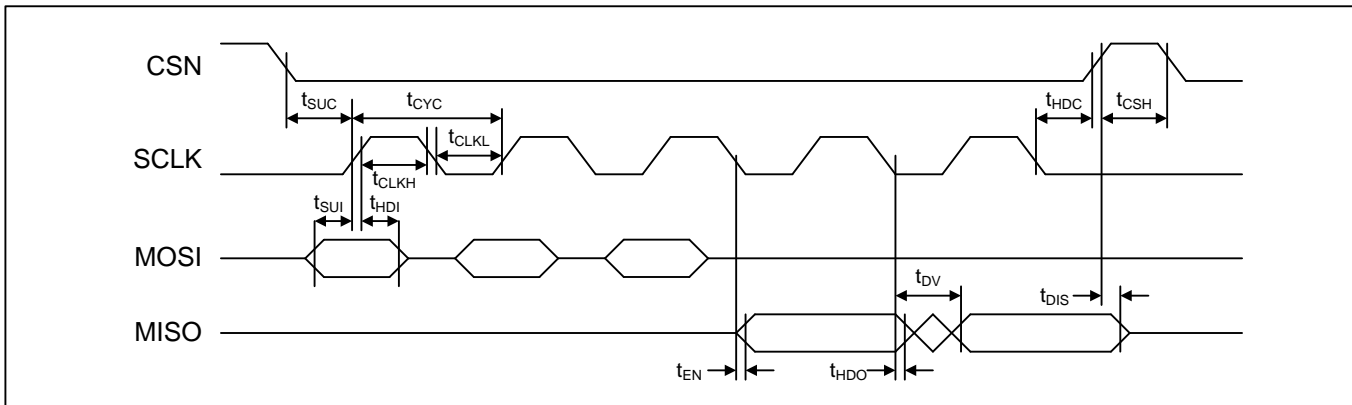 CSN
tSUC
tCYC
tHDC
tCSH
tCLKL
SCLK
tCLKH
tSUI
tHDI
MOSI
tDV
tDIS
MISO
tEN
tHDO